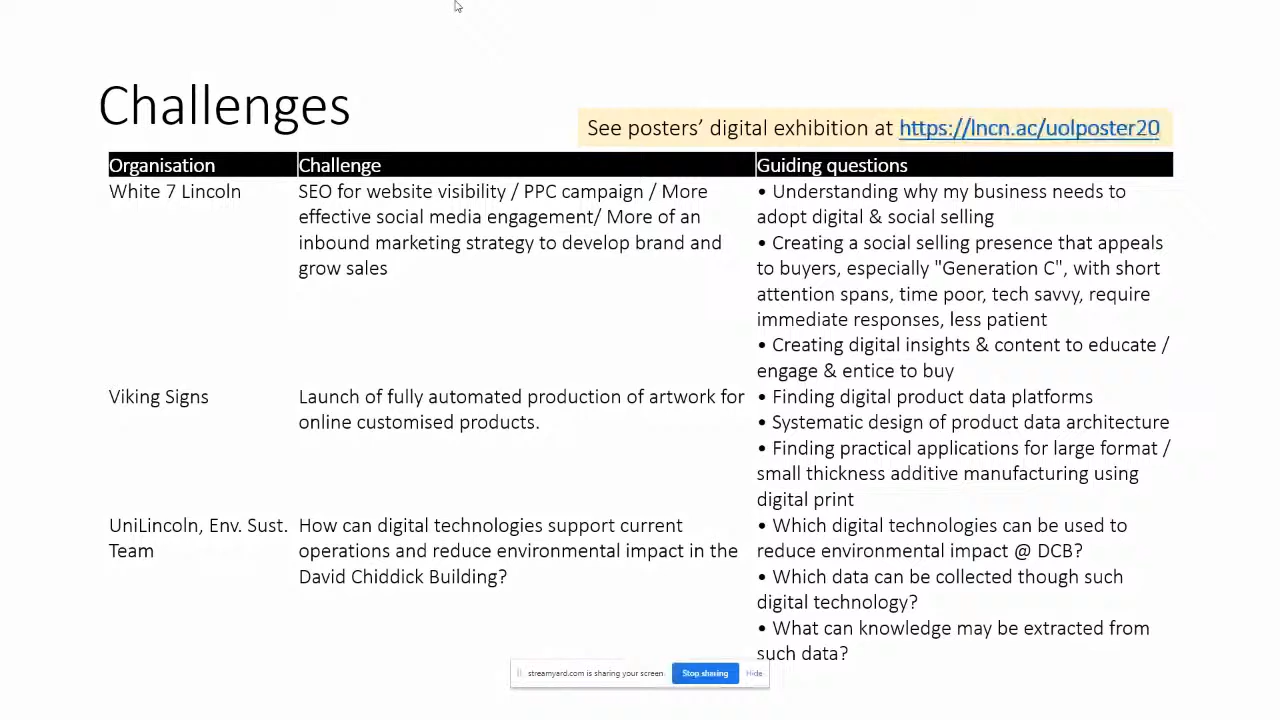 Challenges
See posters’ digital exhibition at https://lncn.ac/uolposter20
Organisation
Challenge
Guiding questions
White 7 Lincoln
SEO for website visibility / PPC campaign / More
effective social media engagement/ More of an
inbound marketing strategy to develop brand and
grow sales
• Understanding why my business needs to
adopt digital & social selling
• Creating a social selling presence that appeals
to buyers, especially "Generation C", with short
attention spans, time poor, tech savvy, require
immediate responses, less patient
• Creating digital insights & content to educate /
engage & entice to buy
Viking Signs
Launch of fully automated production of artwork for
online customised products.
• Finding digital product data platforms
• Systematic design of product data architecture
• Finding practical applications for large format /
small thickness additive manufacturing using
digital print
UniLincoln, Env. Sust.
Team
How can digital technologies support current
operations and reduce environmental impact in the
David Chiddick Building?
• Which digital technologies can be used to
reduce environmental impact @ DCB?
• Which data can be collected though such
digital technology?
• What can knowledge may be extracted from
such data?
streamyard.com is sharing your screen.
Stop sharing
Hide